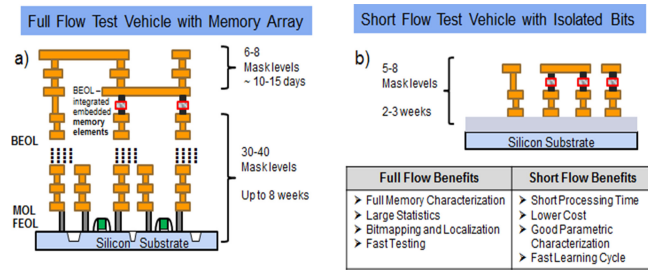 Full Flow Test Vehicle with Memory Array
a)
6-8
Mask levels
~ 10-15 days
BEOL –
integrated
embedded
memory
elements
BEOL
30-40
Mask levels
Up to 8 weeks
MOL
FEOL
Silicon Substrate
Short Flow Test Vehicle with Isolated Bits
b)
5-8
Mask levels
2-3 weeks
Silicon Substrate
Full Flow Benefits
➤ Full Memory Characterization
➤ Large Statistics
➤ Bitmapping and Localization
➤ Fast Testing
Short Flow Benefits
➤ Short Processing Time
➤ Lower Cost
➤ Good Parametric
Characterization
➤ Fast Learning Cycle